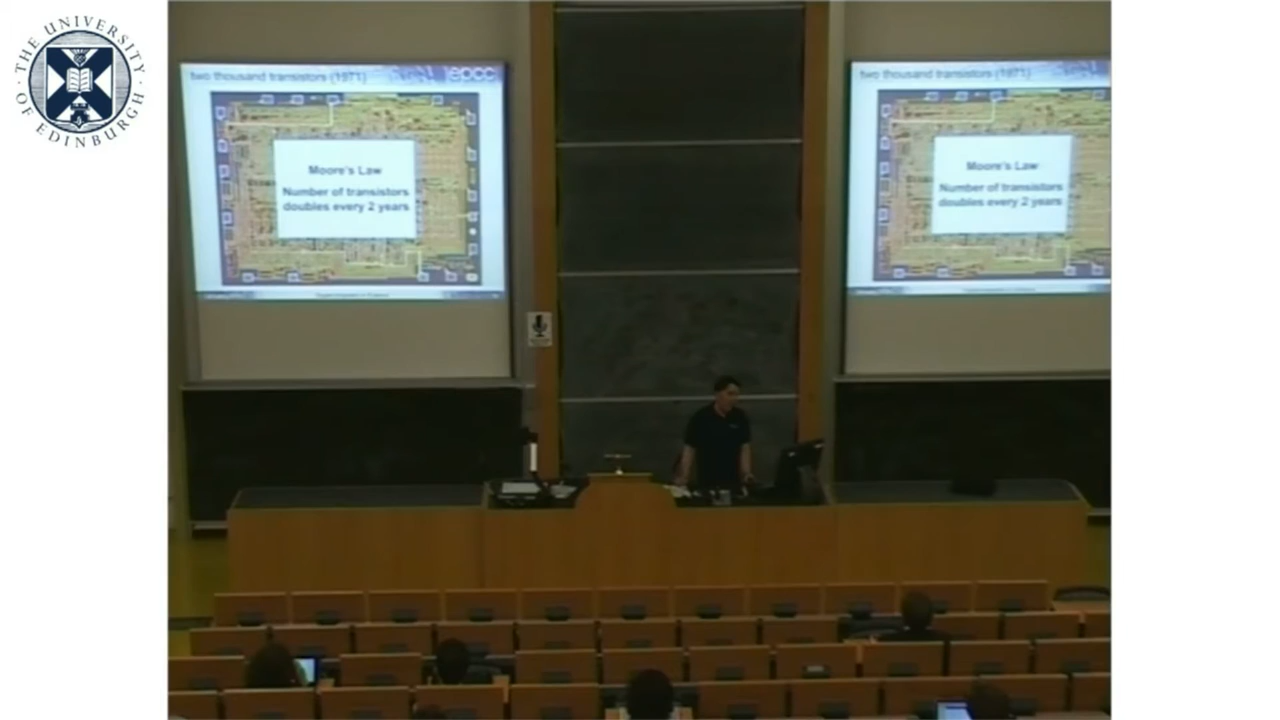 THE UNIVERSITY
OF EDINBURGH
two thousand transistors (1971)
epcc
Moore's Law
Number of transistors
doubles every 2 years
two thousand transistors (1971)
Moore's Law
Number of transistors
doubles every 2 years